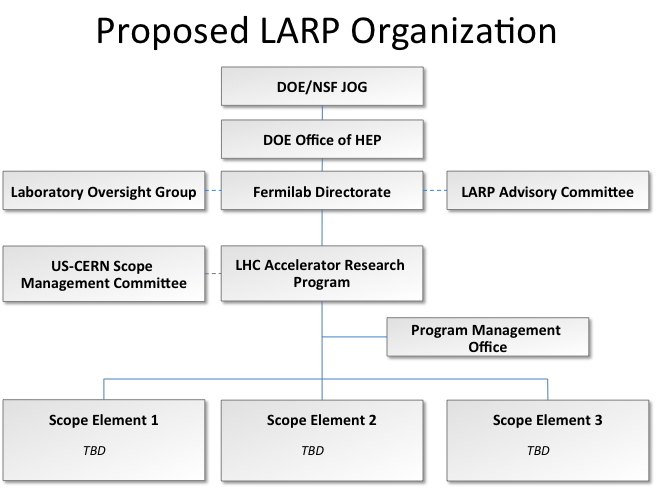 Proposed LARP Organization
DOE/NSF JOG
DOE Office of HEP
Laboratory Oversight Group
Fermilab Directorate
LARP Advisory Committee
US-CERN Scope
Management Committee
LHC Accelerator Research
Program
Program Management
Office
Scope Element 1
TBD
Scope Element 2
TBD
Scope Element 3
TBD